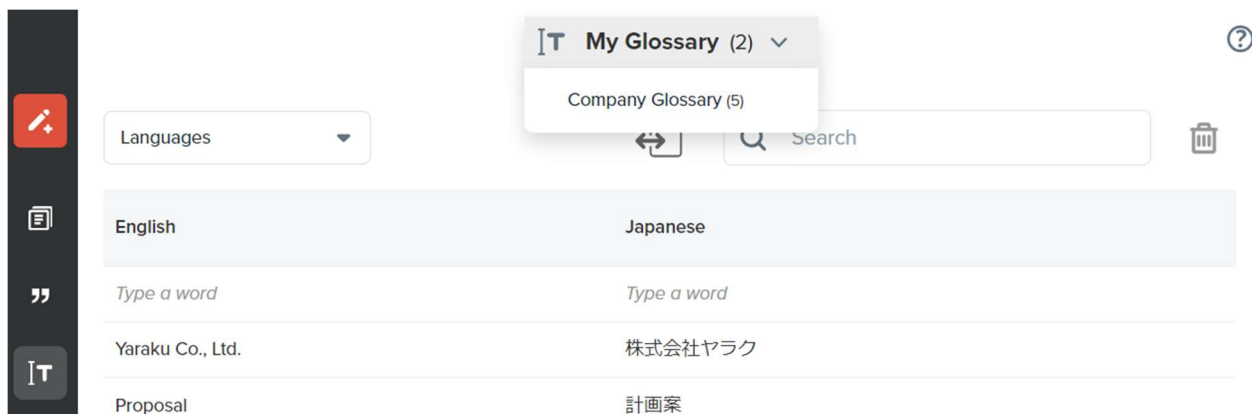 My Glossary (2)
Company Glossary (5)
Languages
Search
English Japanese
Type a word Type a word
Yaraku Co., Ltd. 株式会社ヤラク
Proposal 計画案